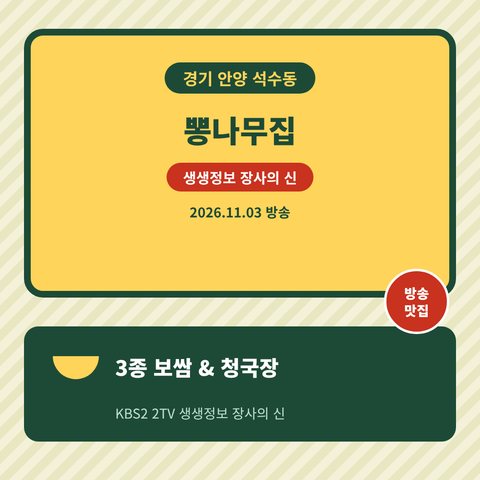 경기 안양 석수동
뽕나무집
생생정보 장사의 신
2026.11.03 방송
방송
맛집
3종 보쌈 & 청국장
KBS2 2TV 생생정보 장사의 신